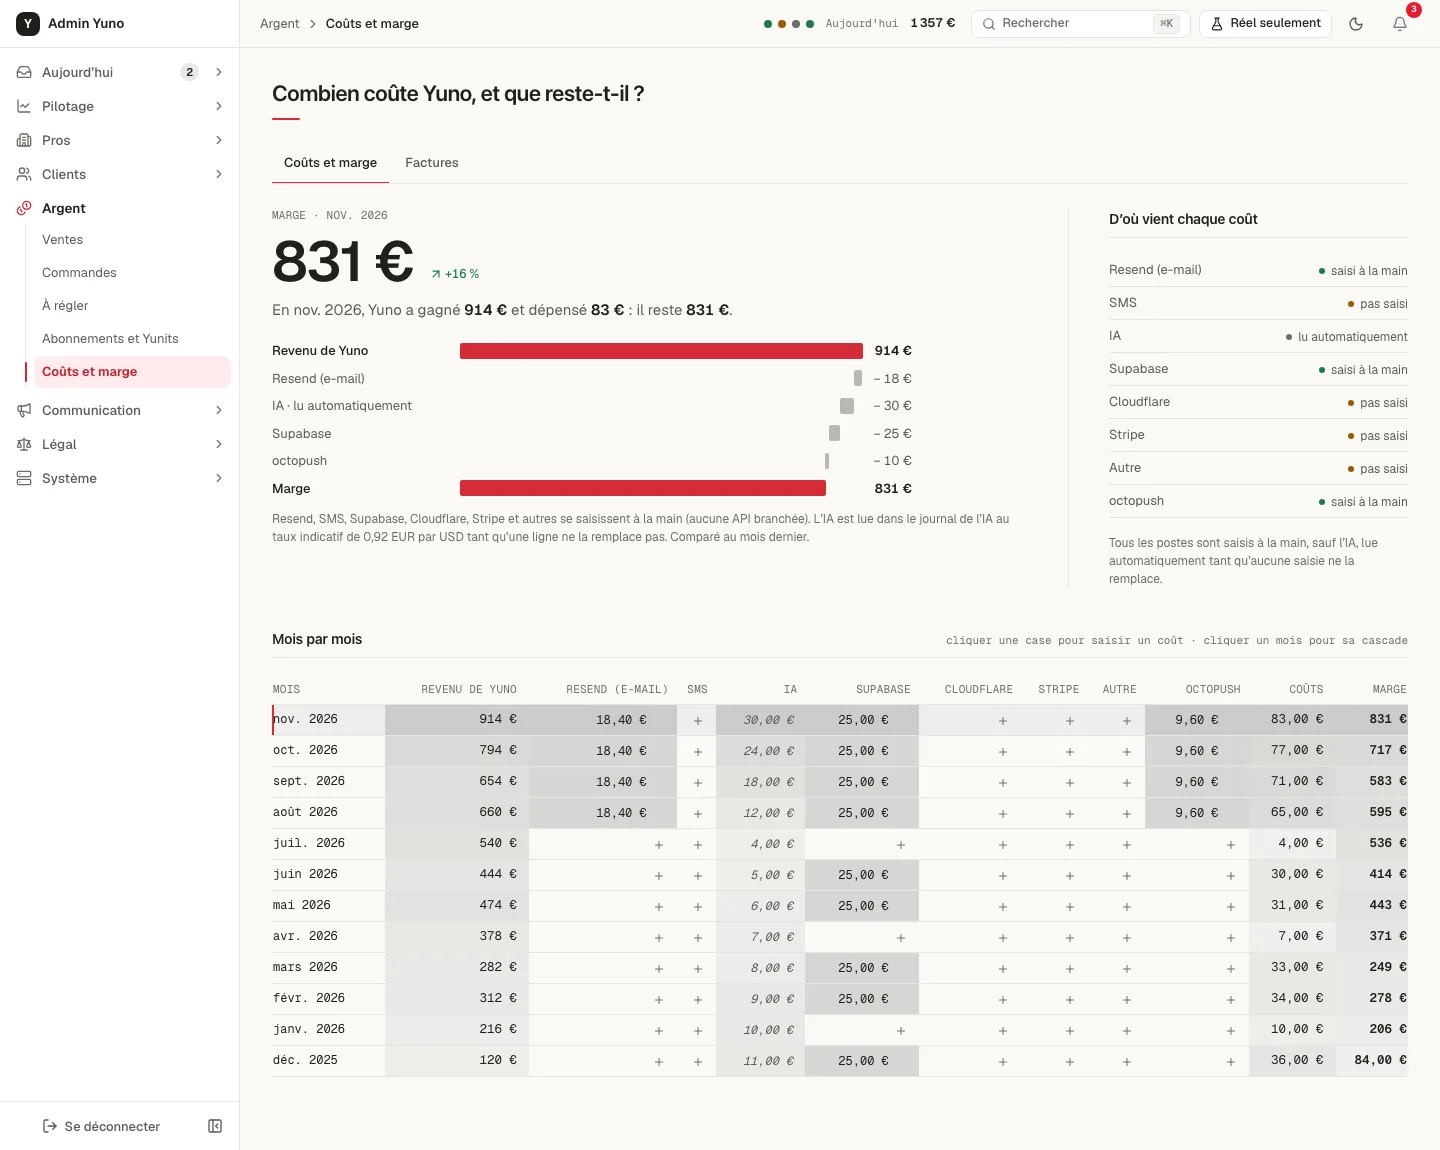 Y Admin Yuno
Argent > Coûts et marge
Aujourd'hui 1 357 €
Rechercher ⌘K
Réel seulement
3
Aujourd'hui 2
Pilotage
Pros
Clients
Argent
Ventes
Commandes
À régler
Abonnements et Yunits
Coûts et marge
Communication
Légal
Système
Se déconnecter
Combien coûte Yuno, et que reste-t-il ?
Coûts et marge Factures
MARGE · NOV. 2026
831 € +16 %
En nov. 2026, Yuno a gagné 914 € et dépensé 83 € : il reste 831 €.
Revenu de Yuno 914 €
Resend (e-mail) − 18 €
IA · lu automatiquement − 30 €
Supabase − 25 €
octopush − 10 €
Marge 831 €
Resend, SMS, Supabase, Cloudflare, Stripe et autres se saisissent à la main (aucune API branchée). L'IA est lue dans le journal de l'IA au
taux indicatif de 0,92 EUR par USD tant qu'une ligne ne la remplace pas. Comparé au mois dernier.
D'où vient chaque coût
Resend (e-mail) saisi à la main
SMS pas saisi
IA lu automatiquement
Supabase saisi à la main
Cloudflare pas saisi
Stripe pas saisi
Autre pas saisi
octopush saisi à la main
Tous les postes sont saisis à la main, sauf l'IA, lue
automatiquement tant qu'aucune saisie ne la
remplace.
Mois par mois
cliquer une case pour saisir un coût · cliquer un mois pour sa cascade
MOIS REVENU DE YUNO RESEND (E-MAIL) SMS IA SUPABASE CLOUDFLARE STRIPE AUTRE OCTOPUSH COÛTS MARGE
nov. 2026 914 € 18,40 € + 30,00 € 25,00 € + + + 9,60 € 83,00 € 831 €
oct. 2026 794 € 18,40 € + 24,00 € 25,00 € + + + 9,60 € 77,00 € 717 €
sept. 2026 654 € 18,40 € + 18,00 € 25,00 € + + + 9,60 € 71,00 € 583 €
août 2026 660 € 18,40 € + 12,00 € 25,00 € + + + 9,60 € 65,00 € 595 €
juil. 2026 540 € + + 4,00 € + + + + + 4,00 € 536 €
juin 2026 444 € + + 5,00 € 25,00 € + + + + 30,00 € 414 €
mai 2026 474 € + + 6,00 € 25,00 € + + + + 31,00 € 443 €
avr. 2026 378 € + + 7,00 € + + + + + 7,00 € 371 €
mars 2026 282 € + + 8,00 € 25,00 € + + + + 33,00 € 249 €
févr. 2026 312 € + + 9,00 € 25,00 € + + + + 34,00 € 278 €
janv. 2026 216 € + + 10,00 € + + + + + 10,00 € 206 €
déc. 2025 120 € + + 11,00 € 25,00 € + + + + 36,00 € 84,00 €